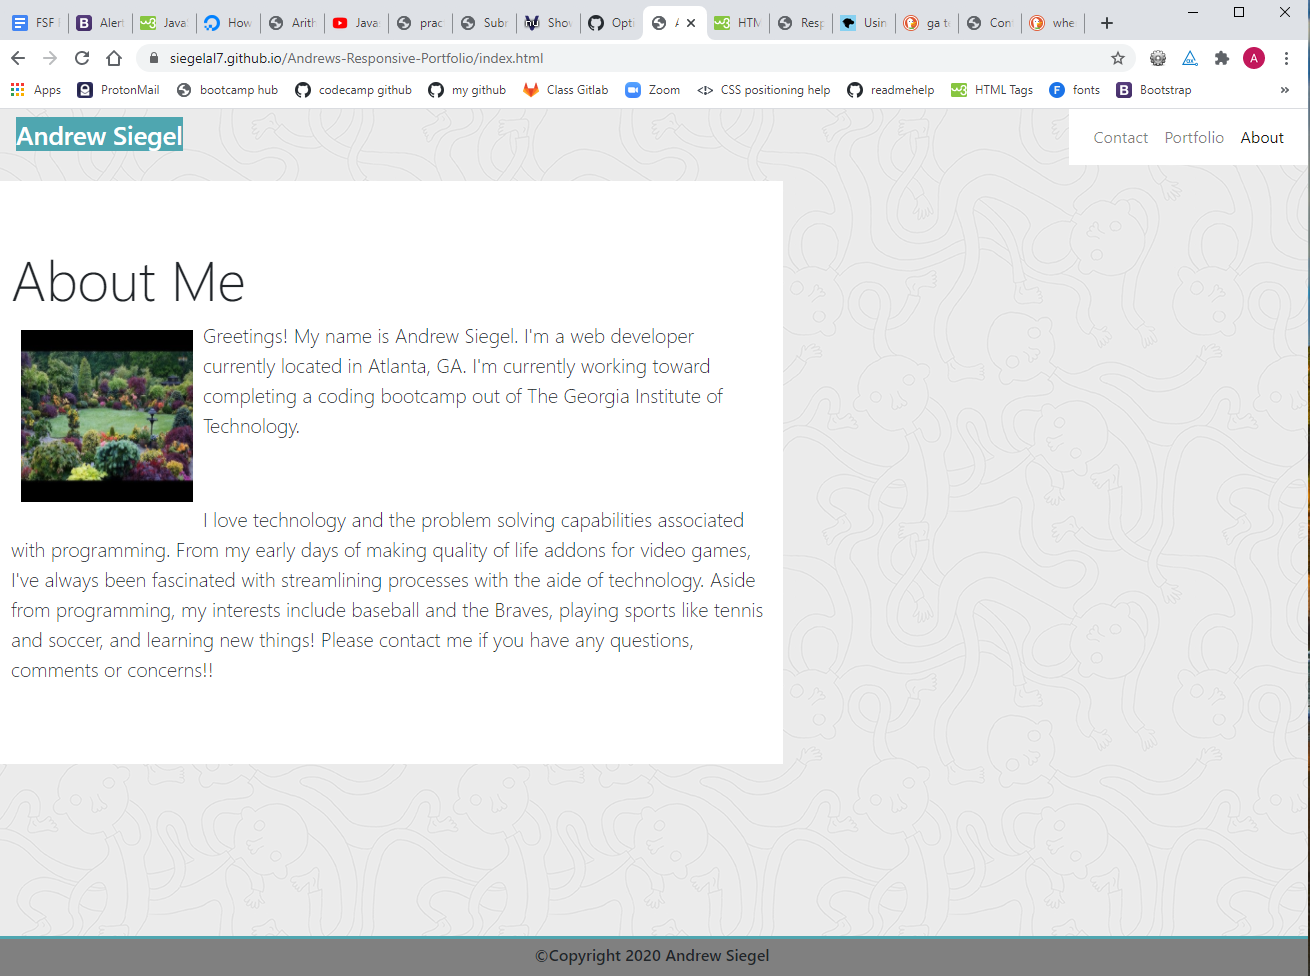 FSF
Alert
Java
How
Arith
Java
prac
Subr
nu
Show
Opti
A
w3
HTM
Resp
Usin
ga t
Con
whe
siegelal7.github.io/Andrews-Responsive-Portfolio/index.html
A
Apps
ProtonMail
bootcamp hub
codecamp github
my github
Class Gitlab
Zoom
CSS positioning help
readmehelp
HTML Tags
fonts
Bootstrap
»
Andrew Siegel
Contact Portfolio About
About Me
Greetings! My name is Andrew Siegel. I'm a web developer
currently located in Atlanta, GA. I'm currently working toward
completing a coding bootcamp out of The Georgia Institute of
Technology.
I love technology and the problem solving capabilities associated
with programming. From my early days of making quality of life addons for video games,
I've always been fascinated with streamlining processes with the aide of technology. Aside
from programming, my interests include baseball and the Braves, playing sports like tennis
and soccer, and learning new things! Please contact me if you have any questions,
comments or concerns!!
©Copyright 2020 Andrew Siegel